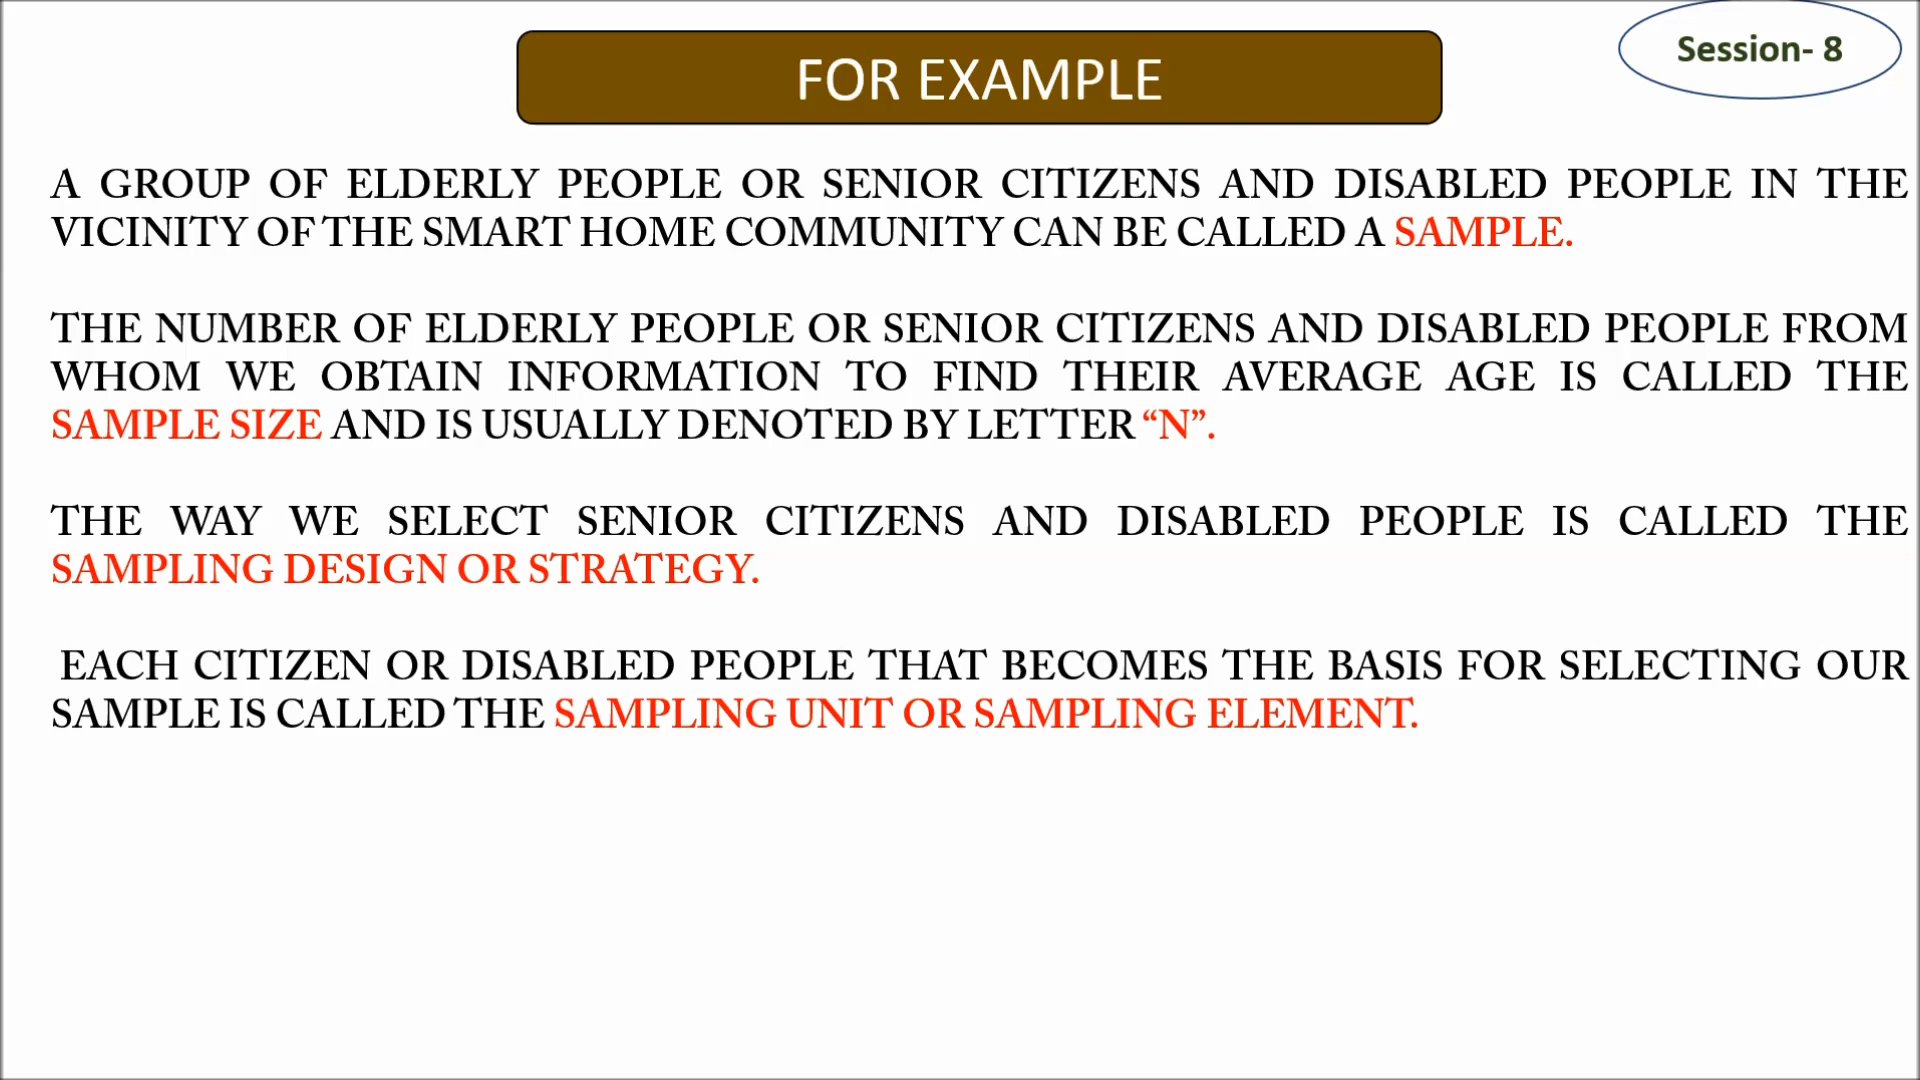 Session- 8
FOR EXAMPLE
A GROUP OF ELDERLY PEOPLE OR SENIOR CITIZENS AND DISABLED PEOPLE IN THE
VICINITY OF THE SMART HOME COMMUNITY CAN BE CALLED A SAMPLE.
THE NUMBER OF ELDERLY PEOPLE OR SENIOR CITIZENS AND DISABLED PEOPLE FROM
WHOM WE OBTAIN INFORMATION TO FIND THEIR AVERAGE AGE IS CALLED THE
SAMPLE SIZE AND IS USUALLY DENOTED BY LETTER “N”.
THE WAY WE SELECT SENIOR CITIZENS AND DISABLED PEOPLE IS CALLED THE
SAMPLING DESIGN OR STRATEGY.
EACH CITIZEN OR DISABLED PEOPLE THAT BECOMES THE BASIS FOR SELECTING OUR
SAMPLE IS CALLED THE SAMPLING UNIT OR SAMPLING ELEMENT.